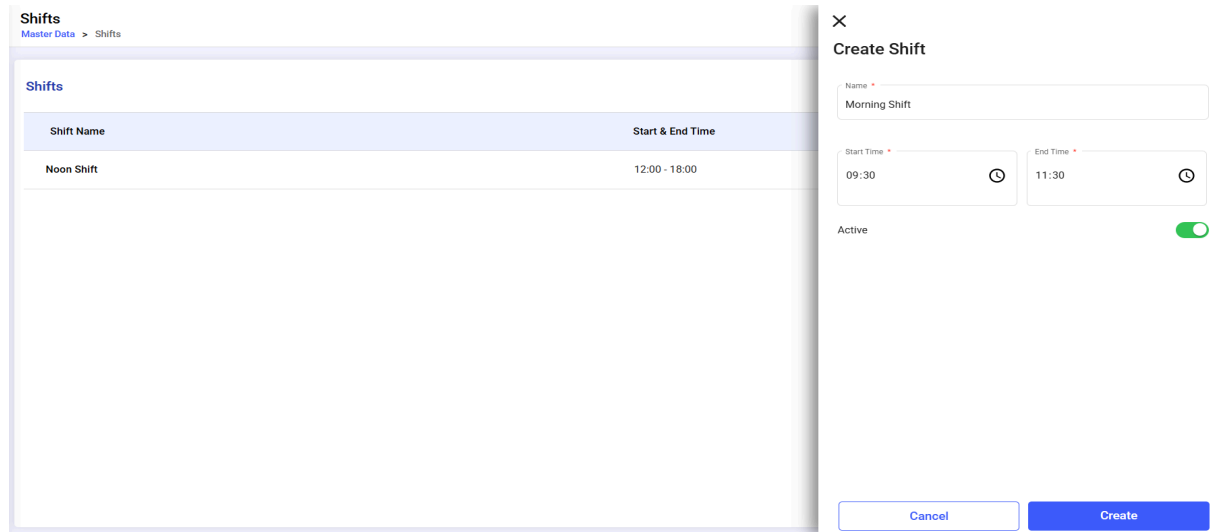 Shifts
Master Data > Shifts
Shifts
Shift Name Start & End Time
Noon Shift 12:00 - 18:00
Create Shift
Name *
Morning Shift
Start Time * End Time *
09:30 11:30
Active
Cancel Create